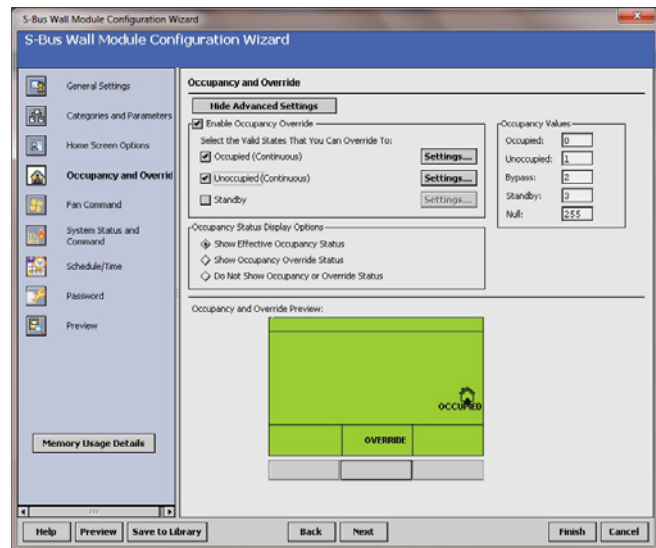 S-Bus Wall Module Configuration Wizard
S-Bus Wall Module Configuration Wizard
General Settings
Categories and Parameters
Home Screen Options
Occupancy and Overrid
Fan Command
System Status and
Command
Schedule/Time
Password
Preview
Memory Usage Details
Occupancy and Override
Hide Advanced Settings
Enable Occupancy Override
Select the Valid States That You Can Override To:
Occupied (Continuous) Settings....
Unoccupied (Continuous) Settings....
Standby Settings....
Occupancy Values
Occupied: 0
Unoccupied: 1
Bypass: 2
Standby: 3
Null: 255
Occupancy Status Display Options
Show Effective Occupancy Status
Show Occupancy Override Status
Do Not Show Occupancy or Override Status
Occupancy and Override Preview:
OCCUPIED
OVERRIDE
Help Preview Save to Library Back Next Finish Cancel